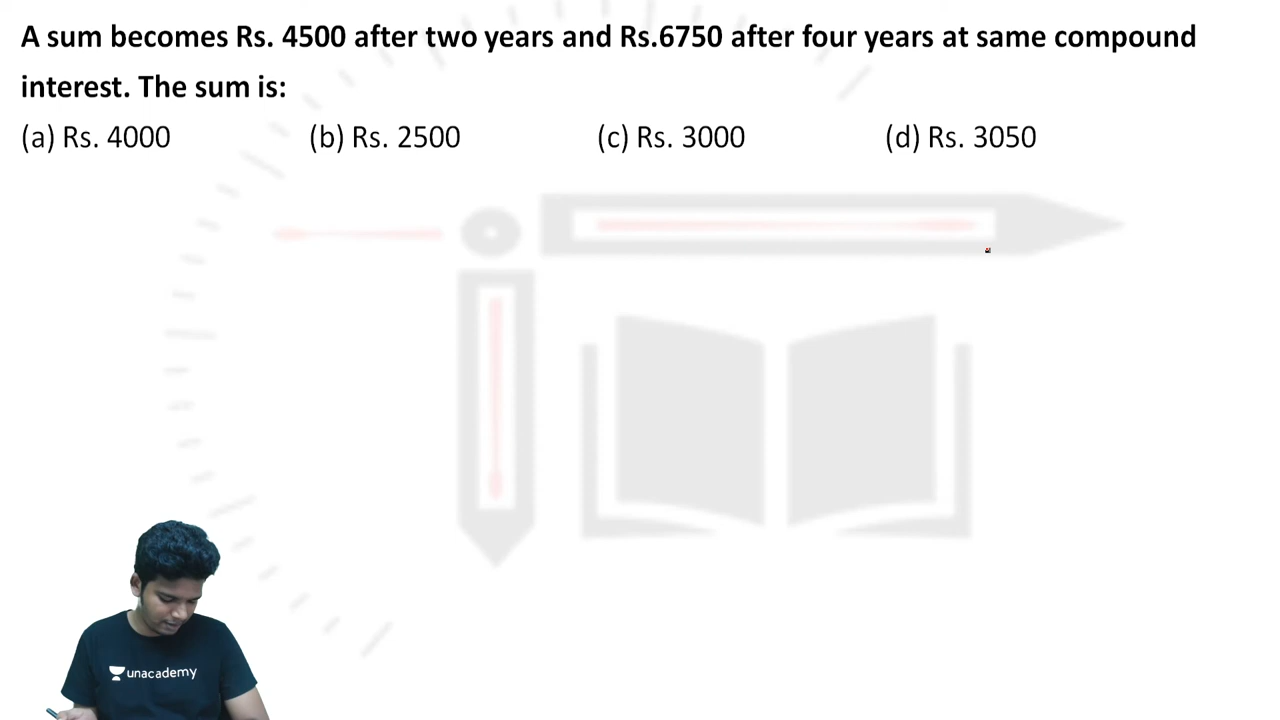 A sum becomes Rs. 4500 after two years and Rs.6750 after four years at same compound
interest. The sum is:
(a) Rs. 4000 (b) Rs. 2500 (c) Rs. 3000 (d) Rs. 3050
unacademy